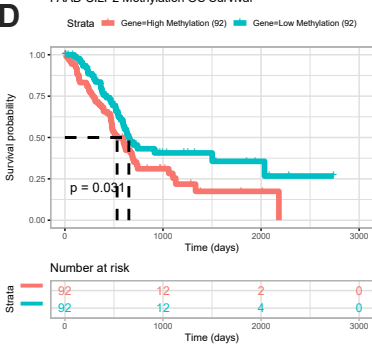 D
Strata Gene=High Methylation (92) Gene=Low Methylation (92)
Survival probability
1.00
0.75
0.50
0.25
0.00
p = 0.031
0 1000 2000 3000
Time (days)
Number at risk
Strata
92 12 2 0
92 12 4 0
0 1000 2000 3000
Time (days)